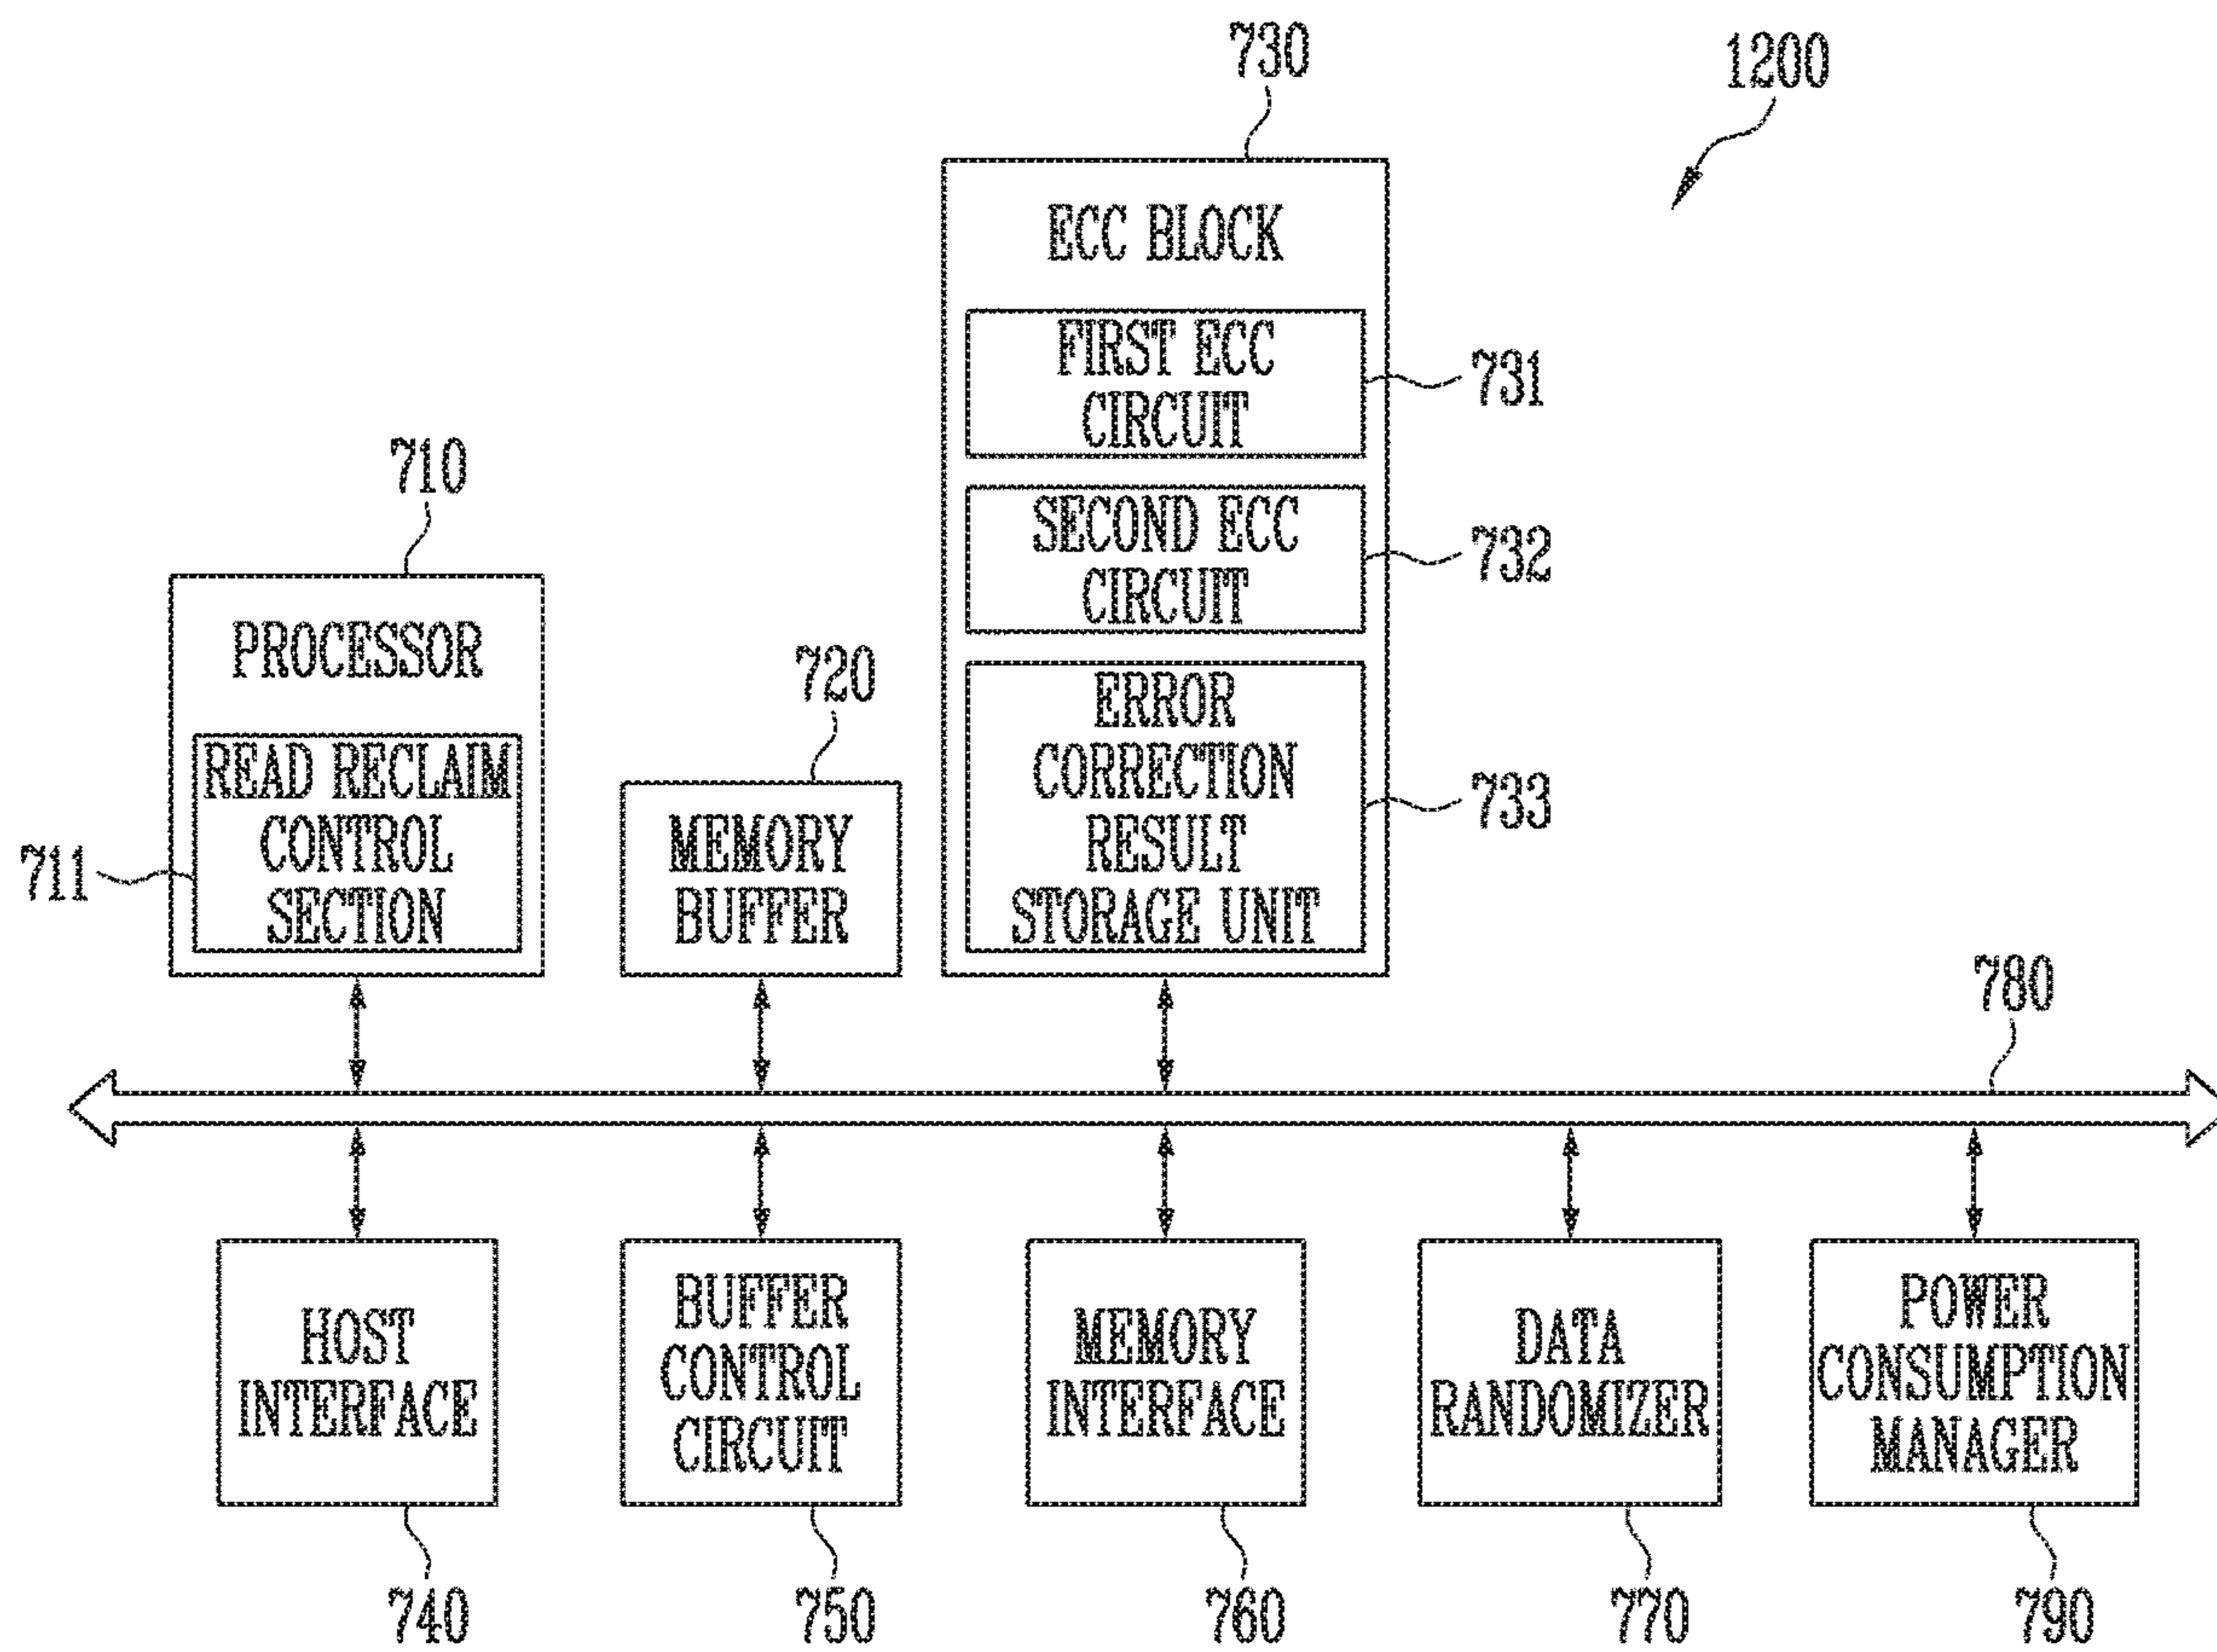 730
1200
ECC BLOCK
FIRST ECC
CIRCUIT
731
710
SECOND ECC
CIRCUIT
732
PROCESSOR
720
ERROR
CORRECTION
RESULT
STORAGE UNIT
733
READ RECLAIM
CONTROL
SECTION
711
MEMORY
BUFFER
780
HOST
INTERFACE
BUFFER
CONTROL
CIRCUIT
MEMORY
INTERFACE
DATA
RANDOMIZER
POWER
CONSUMPTION
MANAGER
740
750
760
770
790